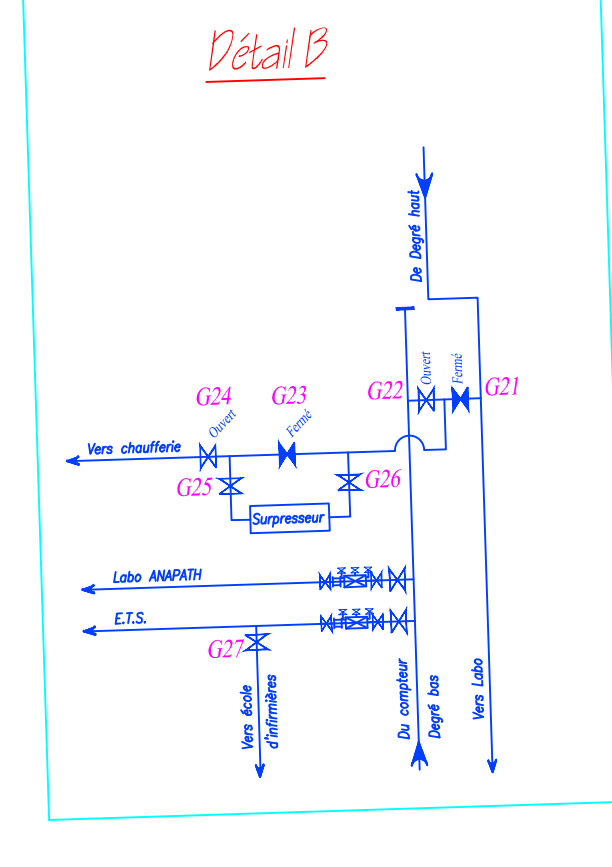 Détail B
De Degré haut
Ouvert
Fermé
G22
G21
G24
G23
Ouvert
Fermé
Vers chaufferie
G25
G26
Surpresseur
Labo ANAPATH
E.T.S.
G27
Vers école
d'infirmières
Du compteur
Degré bas
Vers Labo